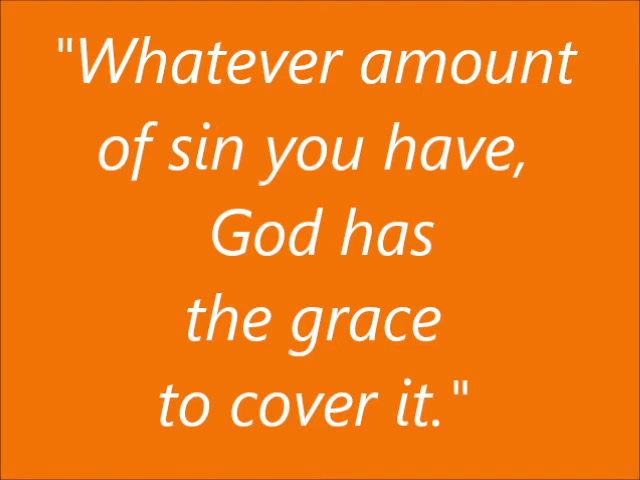 "Whatever amount
of sin you have,
God has
the grace
to cover it."